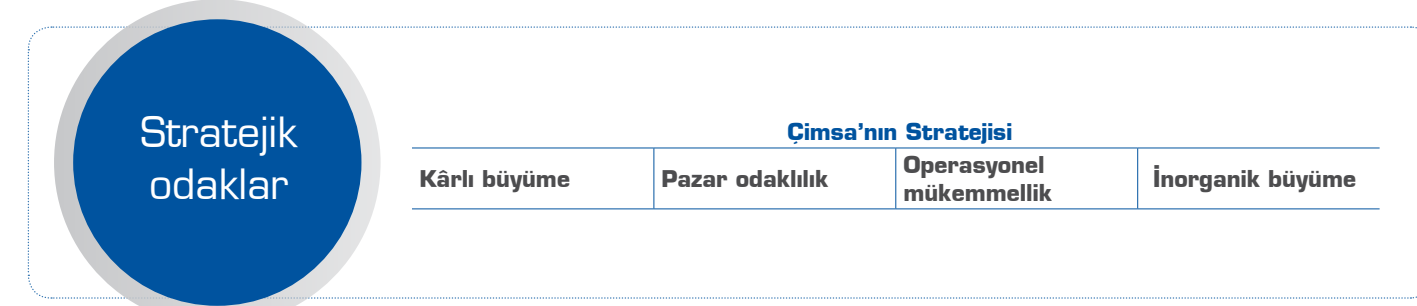 Stratejik
odaklar
Çimsa’nın Stratejisi
Kârlı büyüme
Pazar odaklılık
Operasyonel
mükemmellik
İnorganik büyüme